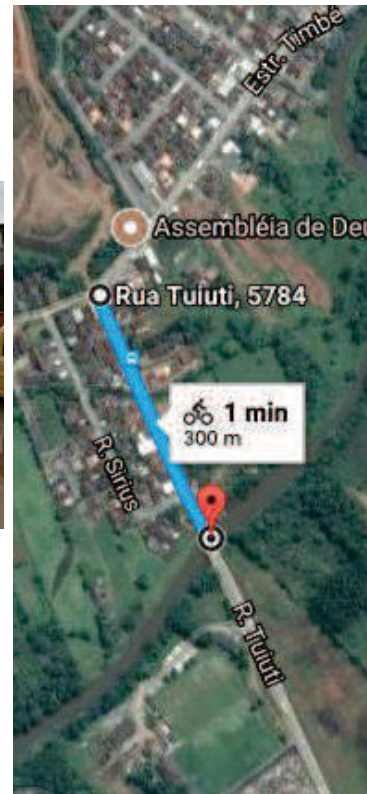 Estr. Timbé
Assembléia de Deu
Rua Tuiuti, 5784
1 min
300 m
R. Sirius
R. Tuiuti